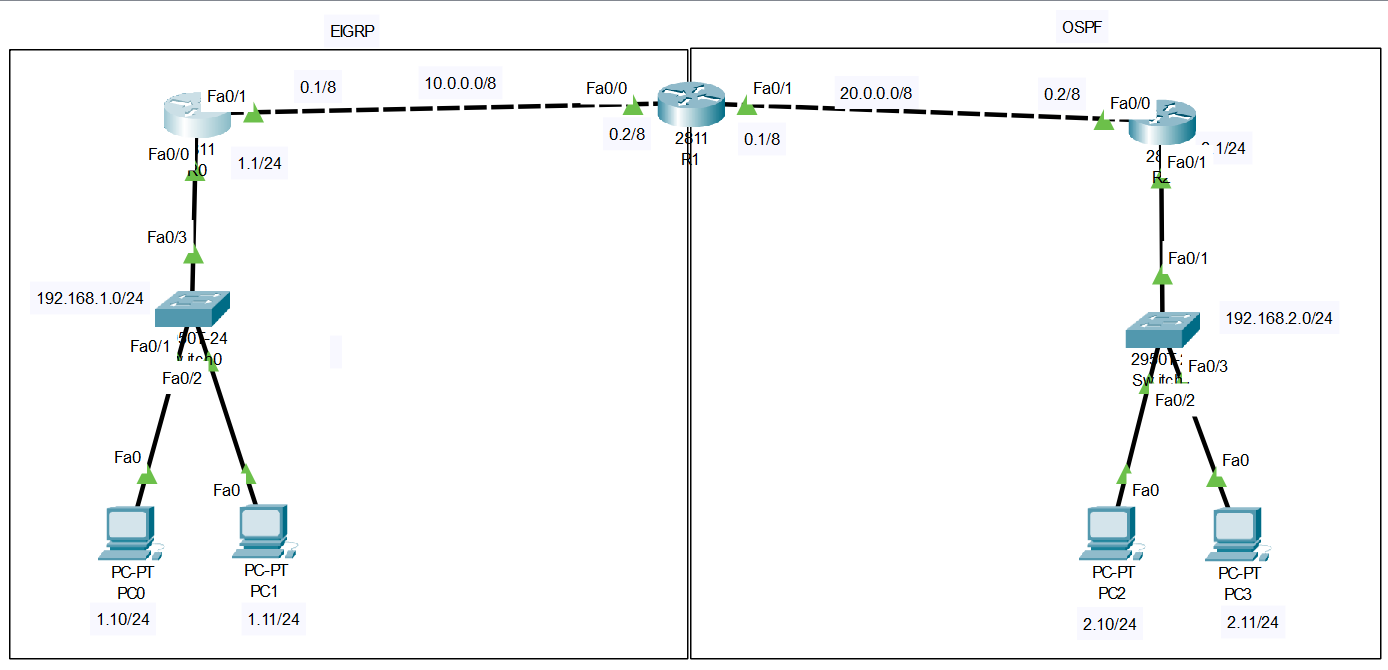 EIGRP
OSPF
Fa0/1
0.1/8
10.0.0.0/8
Fa0/0
Fa0/1
20.0.0.0/8
0.2/8
Fa0/0
0.2/8
0.1/8
2811
R1
Fa0/0
1.1/24
Fa0/1
Fa0/3
Fa0/1
192.168.1.0/24
192.168.2.0/24
Fa0/1
Fa0/2
Fa0/3
Fa0/2
Fa0
Fa0
Fa0
Fa0
PC-PT
PC0
1.10/24
PC-PT
PC1
1.11/24
PC-PT
PC2
2.10/24
PC-PT
PC3
2.11/24